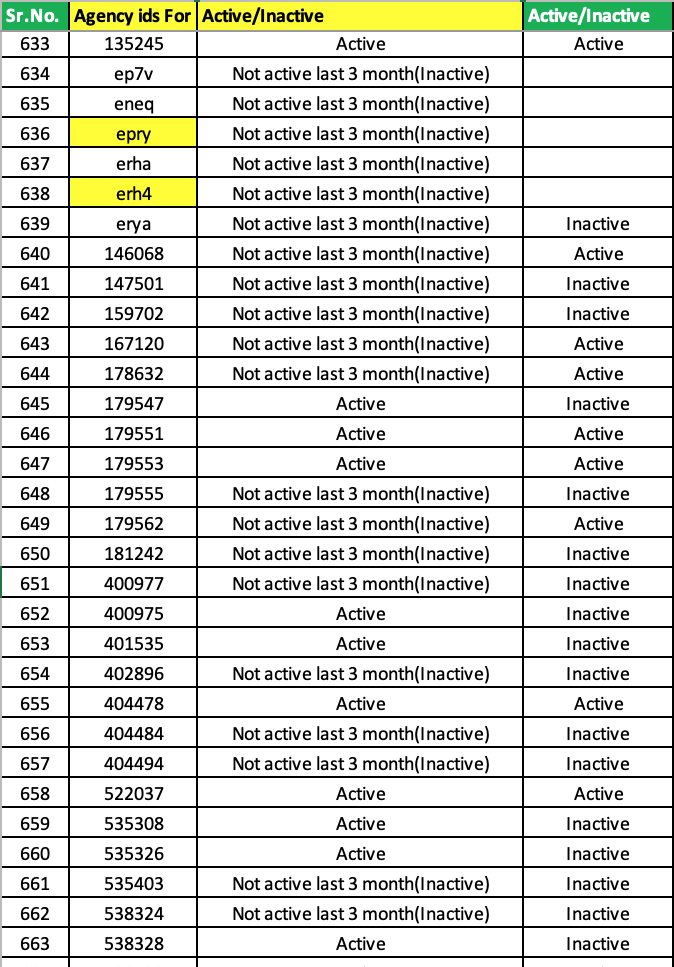 Sr.No. Agency ids For Active/Inactive Active/Inactive
633 135245 Active Active
634 ep7v Not active last 3 month(Inactive)
635 eneq Not active last 3 month(Inactive)
636 epry Not active last 3 month(Inactive)
637 erha Not active last 3 month(Inactive)
638 erh4 Not active last 3 month(Inactive)
639 erya Not active last 3 month(Inactive) Inactive
640 146068 Not active last 3 month(Inactive) Active
641 147501 Not active last 3 month(Inactive) Inactive
642 159702 Not active last 3 month(Inactive) Inactive
643 167120 Not active last 3 month(Inactive) Active
644 178632 Not active last 3 month(Inactive) Active
645 179547 Active Inactive
646 179551 Active Active
647 179553 Active Active
648 179555 Not active last 3 month(Inactive) Inactive
649 179562 Not active last 3 month(Inactive) Active
650 181242 Not active last 3 month(Inactive) Inactive
651 400977 Not active last 3 month(Inactive) Inactive
652 400975 Active Inactive
653 401535 Active Inactive
654 402896 Not active last 3 month(Inactive) Inactive
655 404478 Active Active
656 404484 Not active last 3 month(Inactive) Inactive
657 404494 Not active last 3 month(Inactive) Inactive
658 522037 Active Active
659 535308 Active Inactive
660 535326 Active Inactive
661 535403 Not active last 3 month(Inactive) Inactive
662 538324 Not active last 3 month(Inactive) Inactive
663 538328 Active Inactive